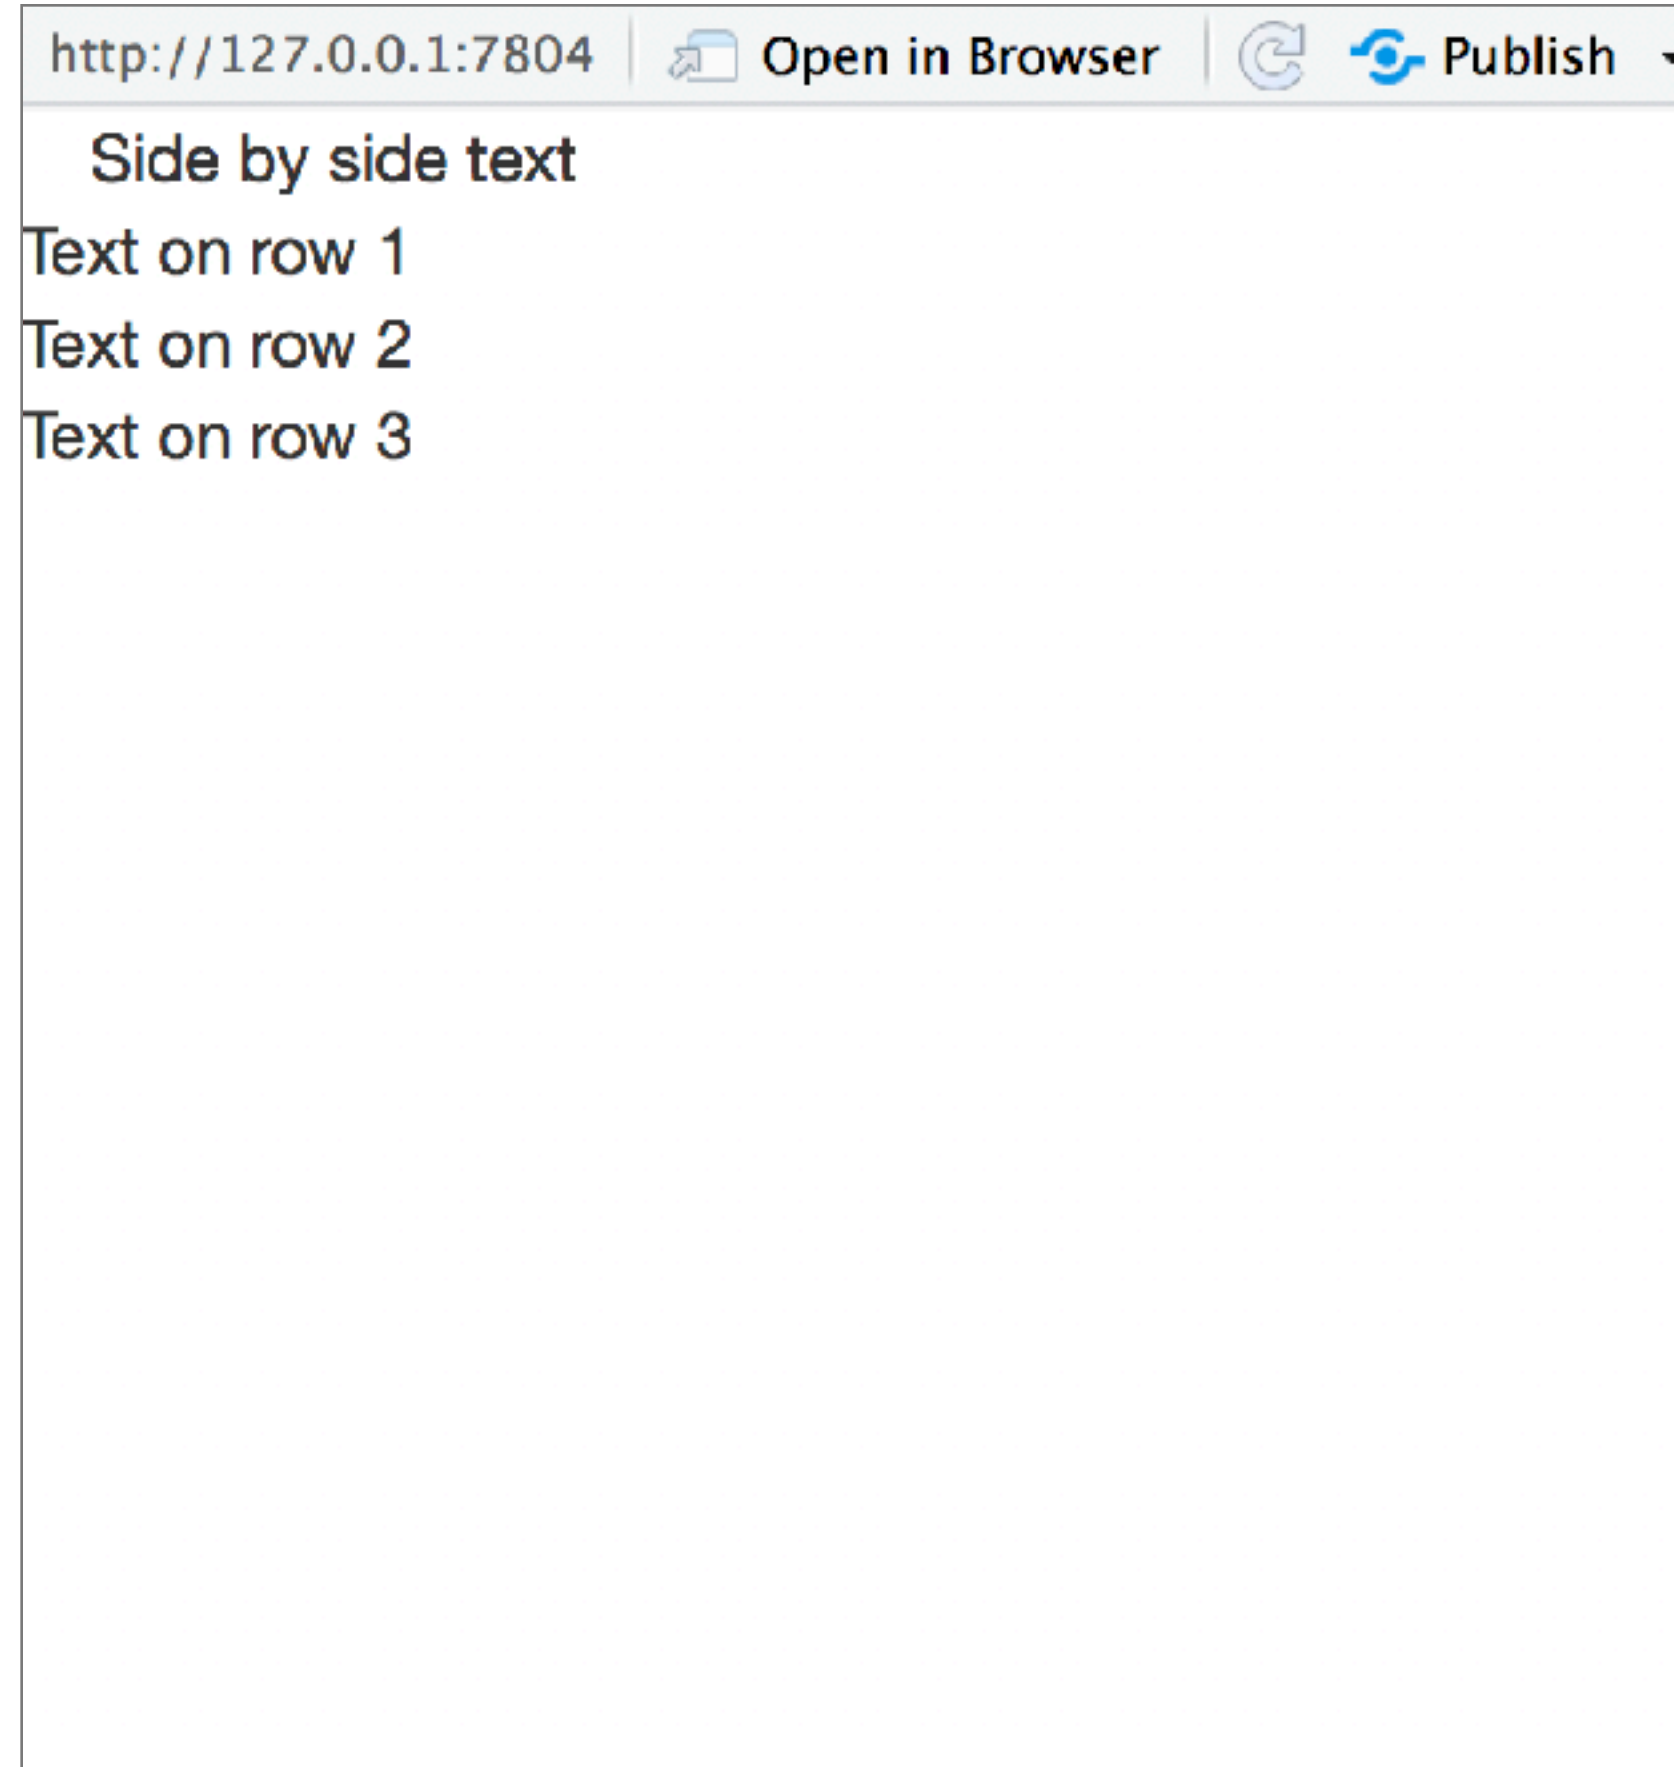 http://127.0.0.1:7804 Open in Browser Publish
Side by side text
Text on row 1
Text on row 2
Text on row 3